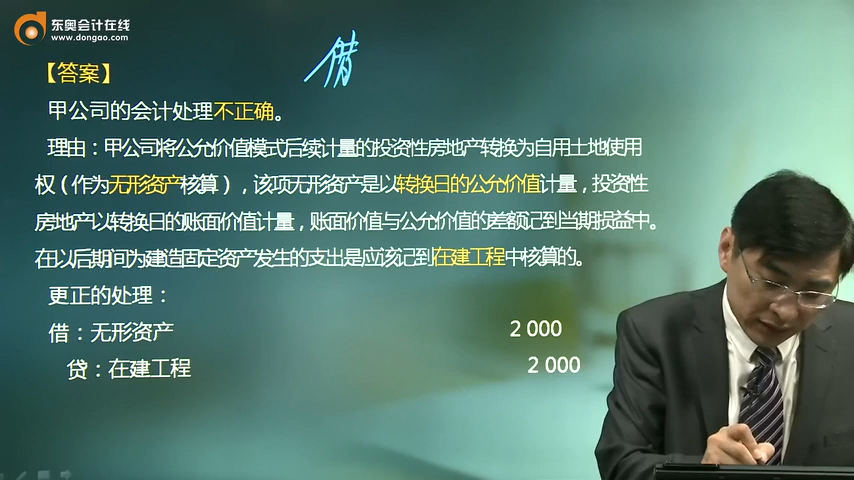 东奥会计在线
www.dongao.com
借
【答案】
甲公司的会计处理不正确。
理由：甲公司将公允价值模式后续计量的投资性房地产转换为自用土地使用
权（作为无形资产核算），该项无形资产是以转换日的公允价值计量，投资性
房地产以转换日的账面价值计量，账面价值与公允价值的差额记到当期损益中。
在以后期间为建造固定资产发生的支出是应该记到在建工程中核算的。
更正的处理：
借：无形资产 2 000
贷：在建工程 2 000